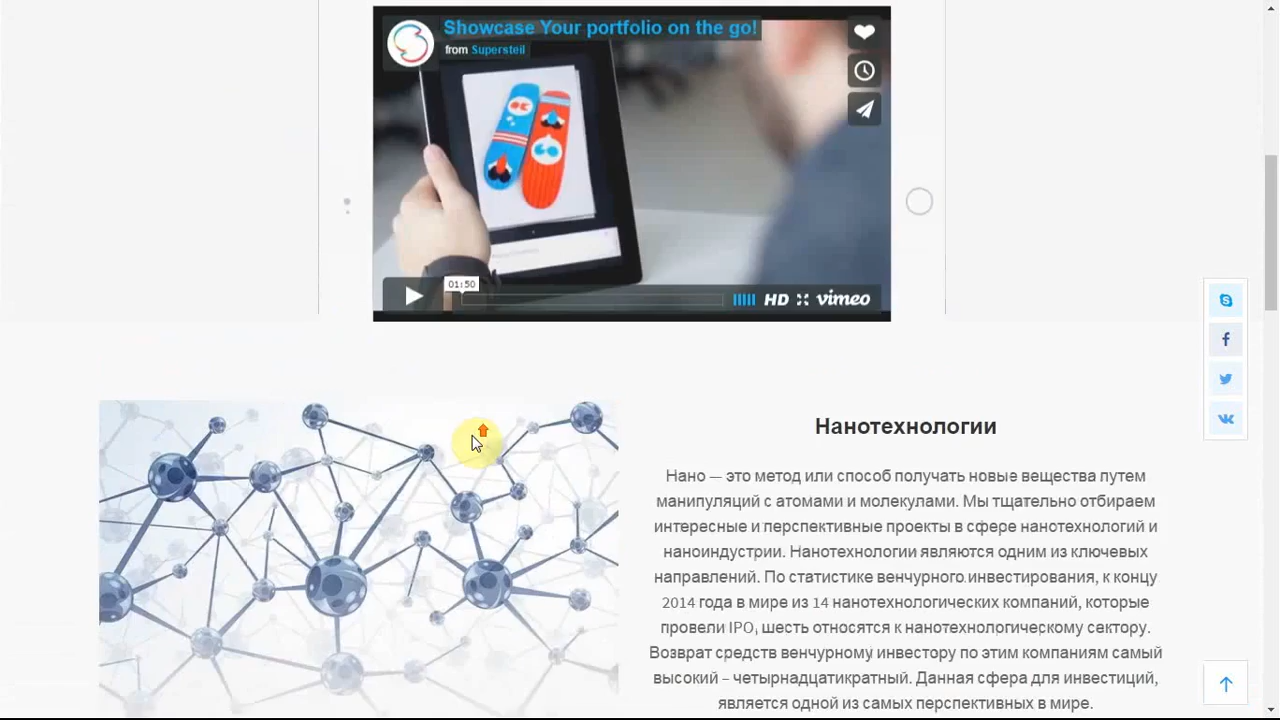 Showcase Your portfolio on the go!
from Supersteil
01:50
HD vimeo
Нанотехнологии
Нано — это метод или способ получать новые вещества путем
манипуляций с атомами и молекулами. Мы тщательно отбираем
интересные и перспективные проекты в сфере нанотехнологий и
наноиндустрии. Нанотехнологии являются одним из ключевых
направлений. По статистике венчурного инвестирования, к концу
2014 года в мире из 14 нанотехнологических компаний, которые
провели IPO, шесть относятся к нанотехнологическому сектору.
Возврат средств венчурному инвестору по этим компаниям самый
высокий – четырнадцатикратный. Данная сфера для инвестиций,
является одной из самых перспективных в мире.